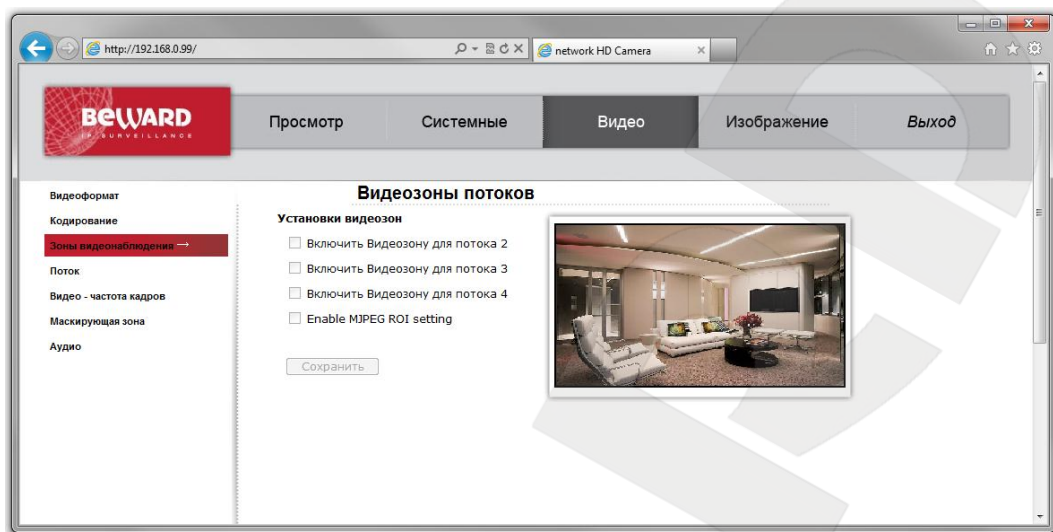 http://192.168.0.99/
network HD Camera
BEWARD
IP SURVEILLANCE
Просмотр
Системные
Видео
Изображение
Выход
Видеоформат
Кодирование
Зоны видеонаблюдения →
Поток
Видео - частота кадров
Маскирующая зона
Аудио
Видеозоны потоков
Установки видеозон
Включить Видеозону для потока 2
Включить Видеозону для потока 3
Включить Видеозону для потока 4
Enable MJPEG ROI setting
Сохранить